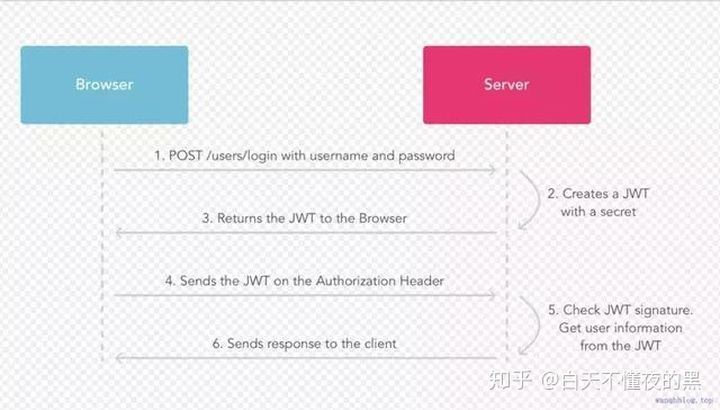 Browser
Server
1. POST /users/login with username and password
2. Creates a JWT
with a secret
3. Returns the JWT to the Browser
4. Sends the JWT on the Authorization Header
5. Check JWT signature.
Get user information
from the JWT
6. Sends response to the client
知乎 @白天不懂夜的黑
wanghhlog.top